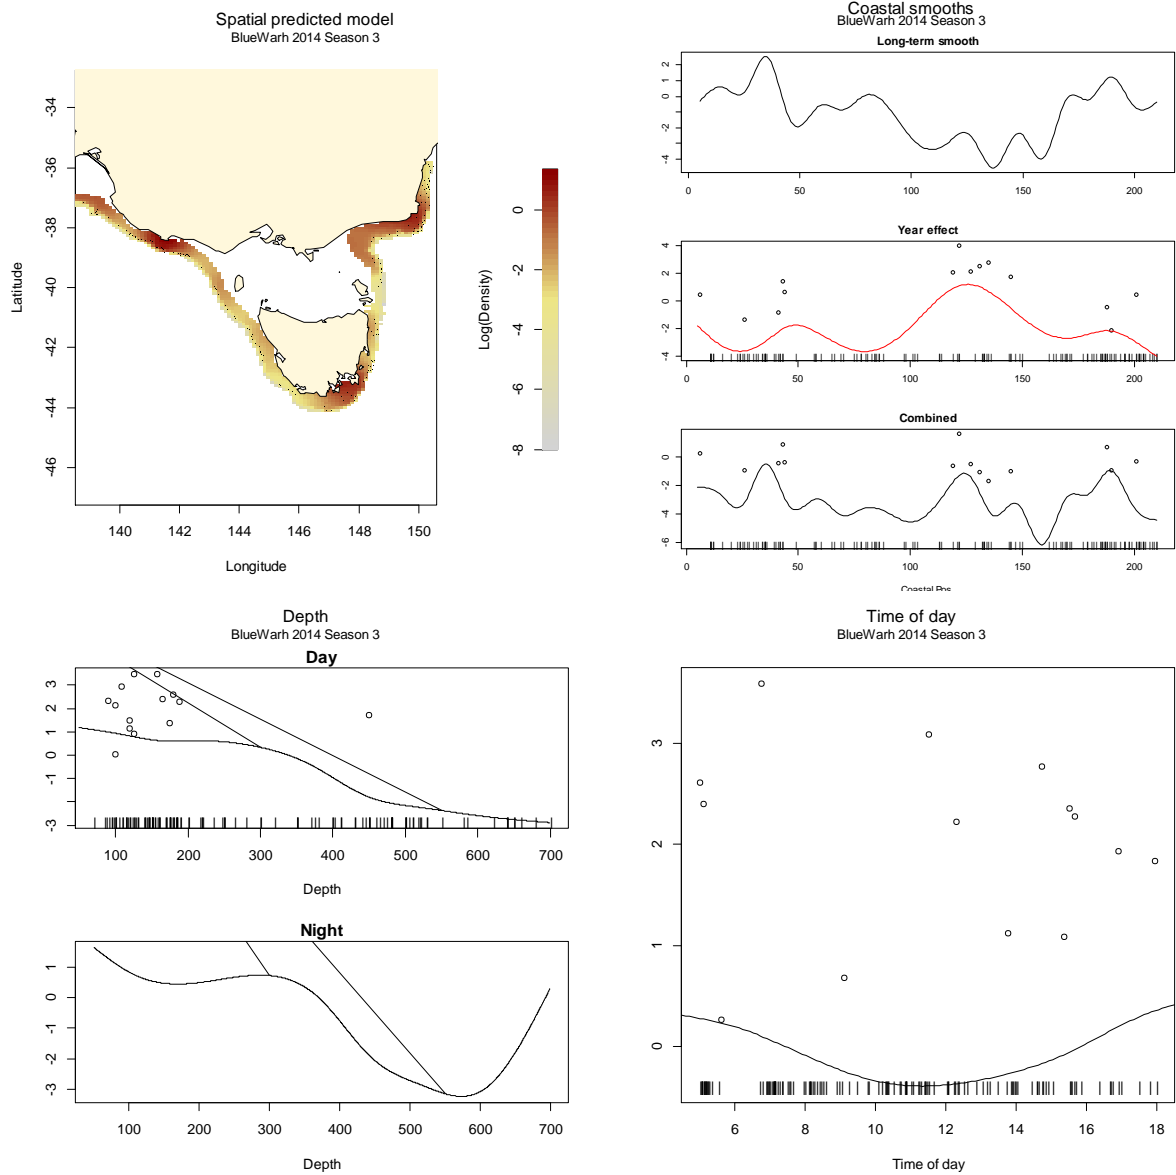 Spatial predicted model
BlueWarh 2014 Season 3
-34
-36
-38
-40
-42
-44
-46
Latitude
140 142 144 146 148 150
Longitude
0
-2
-4
-6
-8
Log(Density)
Coastal smooths
BlueWarh 2014 Season 3
Long-term smooth
2
1
0
-2
-4
0 50 100 150 200
Year effect
4
2
0
-2
-4
0 50 100 150 200
Combined
0
-2
-4
-6
0 50 100 150 200
Coastal Pos
Depth
BlueWarh 2014 Season 3
Day
3
2
1
0
-1
-3
100 200 300 400 500 600 700
Depth
Night
1
0
-1
-2
-3
100 200 300 400 500 600 700
Depth
Time of day
BlueWarh 2014 Season 3
3
2
1
0
6 8 10 12 14 16 18
Time of day